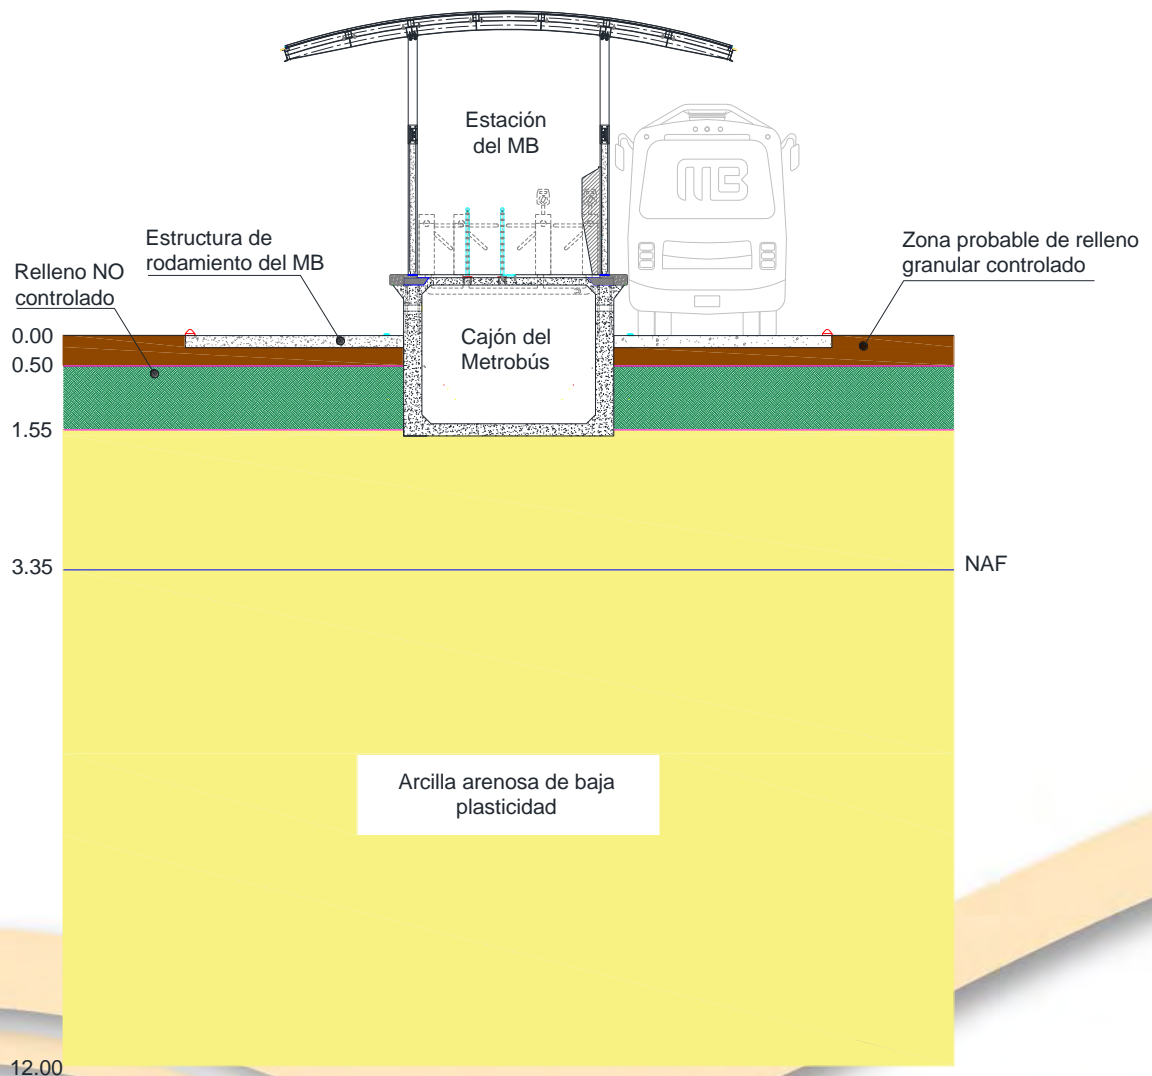 Estación
del MB
MB
Estructura de
rodamiento del MB
Zona probable de relleno
granular controlado
Relleno NO
controlado
0.00
Cajón del
Metrobús
0.50
1.55
3.35
NAF
Arcilla arenosa de baja
plasticidad
12.00